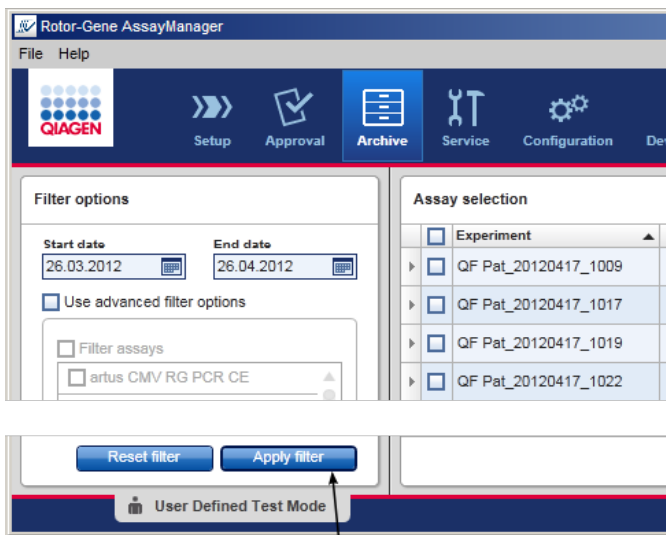 Rotor-Gene AssayManager
File Help
QIAGEN
Setup Approval Archive Service Configuration
Filter options
Start date End date
26.03.2012 26.04.2012
Use advanced filter options
Filter assays
artus CMV RG PCR CE
Reset filter Apply filter
Assay selection
Experiment
QF Pat_20120417_1009
QF Pat_20120417_1017
QF Pat_20120417_1019
QF Pat_20120417_1022
User Defined Test Mode